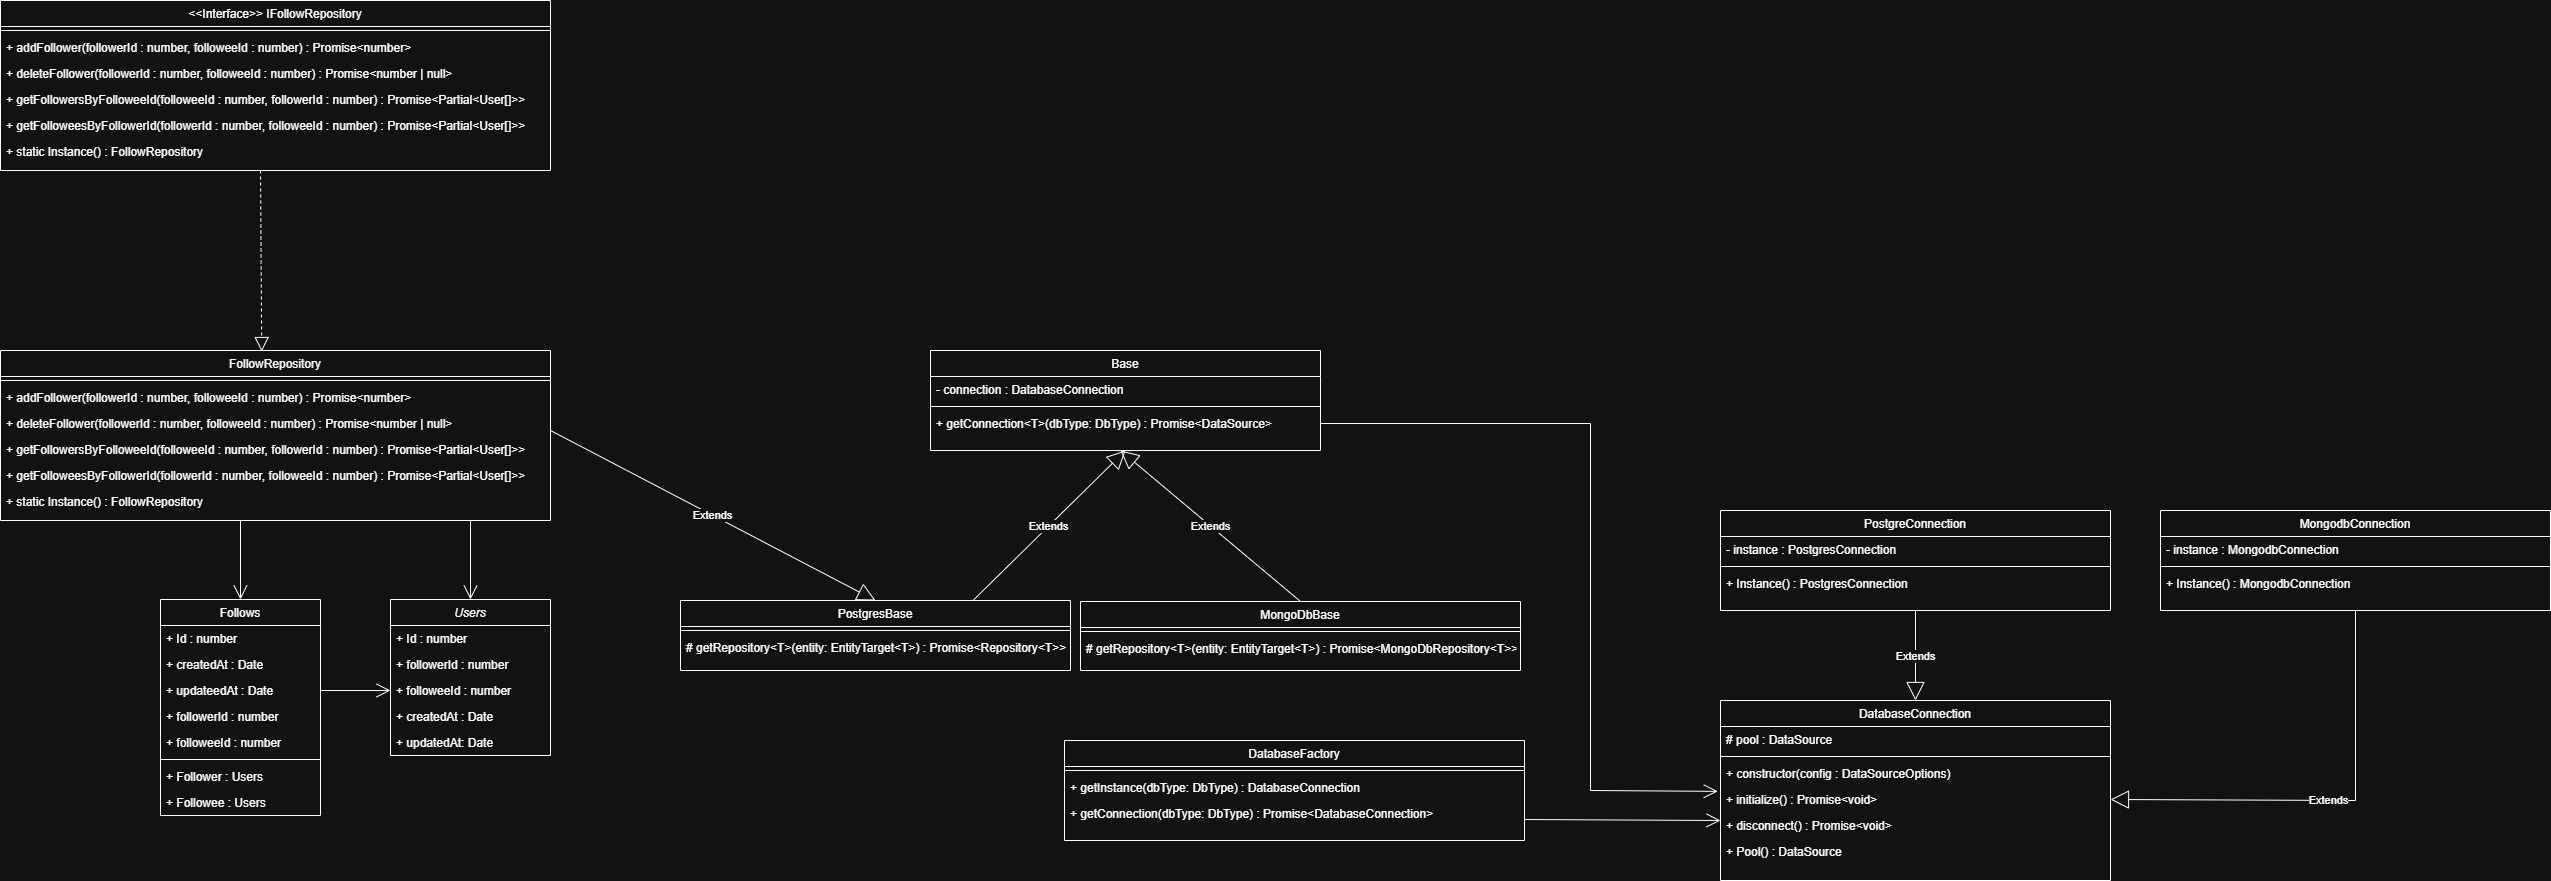 <<Interface>> IFollowRepository
+ addFollower(followerId : number, followeeId : number) : Promise<number>
+ deleteFollower(followerId : number, followeeId : number) : Promise<number | null>
+ getFollowersByFolloweeId(followeeId : number, followerId : number) : Promise<Partial<User[]>>
+ getFolloweesByFollowerId(followerId : number, followeeId : number) : Promise<Partial<User[]>>
+ static Instance() : FollowRepository
FollowRepository
+ addFollower(followerId : number, followeeId : number) : Promise<number>
+ deleteFollower(followerId : number, followeeId : number) : Promise<number | null>
+ getFollowersByFolloweeId(followeeId : number, followerId : number) : Promise<Partial<User[]>>
+ getFolloweesByFollowerId(followerId : number, followeeId : number) : Promise<Partial<User[]>>
+ static Instance() : FollowRepository
Extends
Follows
+ Id : number
+ createdAt : Date
+ updateedAt : Date
+ followerId : number
+ followeeId : number
+ Follower : Users
+ Followee : Users
Users
+ Id : number
+ followerId : number
+ followeeId : number
+ createdAt : Date
+ updatedAt: Date
Base
- connection : DatabaseConnection
+ getConnection<T>(dbType: DbType) : Promise<DataSource>
Extends
Extends
PostgresBase
# getRepository<T>(entity: EntityTarget<T>) : Promise<Repository<T>>
MongoDbBase
# getRepository<T>(entity: EntityTarget<T>) : Promise<MongoDbRepository<T>>
DatabaseFactory
+ getInstance(dbType: DbType) : DatabaseConnection
+ getConnection(dbType: DbType) : Promise<DatabaseConnection>
PostgreConnection
- instance : PostgresConnection
+ Instance() : PostgresConnection
MongodbConnection
- instance : MongodbConnection
+ Instance() : MongodbConnection
Extends
DatabaseConnection
# pool : DataSource
+ constructor(config : DataSourceOptions)
+ initialize() : Promise<void>
+ disconnect() : Promise<void>
+ Pool() : DataSource
Extends